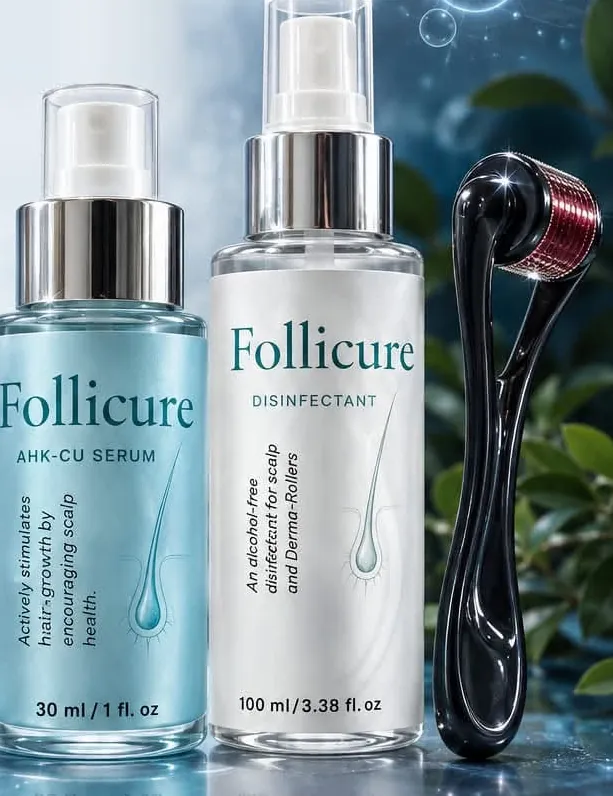 Follicure
AHK-CU SERUM
Actively stimulates
hiair-growth by
encouraging scalp
health.
30 ml / 1 fl. oz
Follicure
DISINFECTANT
An alcohol-free
disinfectant for scalp
and Derma-Rollers
100 ml/3.38 fl. oz